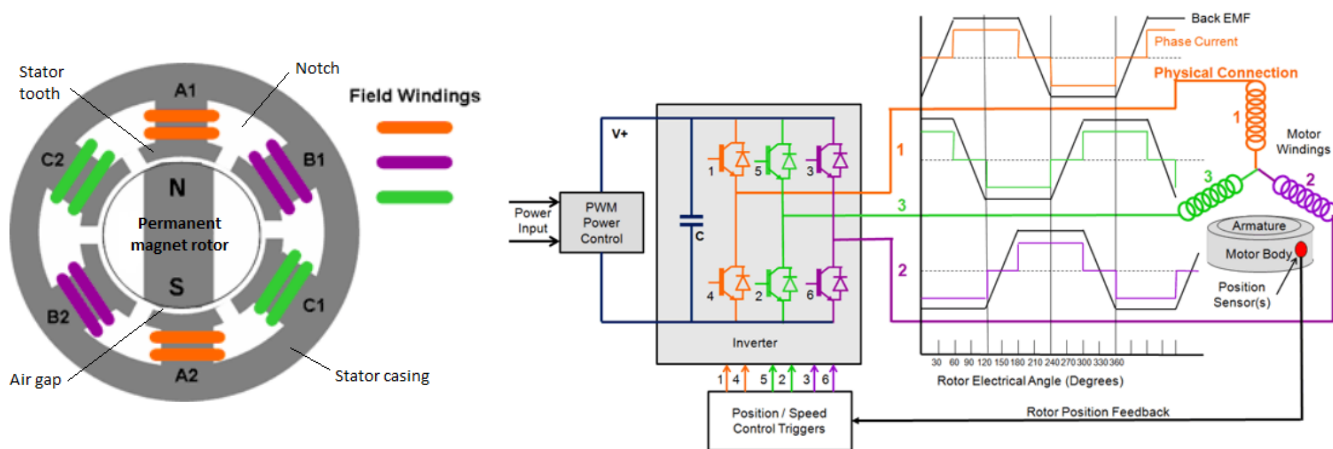 Stator
tooth
Notch
A1
Field Windings
C2
B1
N
Permanent
magnet rotor
S
B2
C1
A2
Air gap
Stator casing
Power
Input
PWM
Power
Control
V+
C
1
5
3
4
2
6
Inverter
1
4
5
2
3
6
Position / Speed
Control Triggers
Back EMF
Phase Current
Physical Connection
1
3
2
30
60
90
120
180
210
240
270
300
330
360
Rotor Electrical Angle (Degrees)
Rotor Position Feedback
1
Motor
Windings
3
2
Armature
Motor Body
Position
Sensor(s)